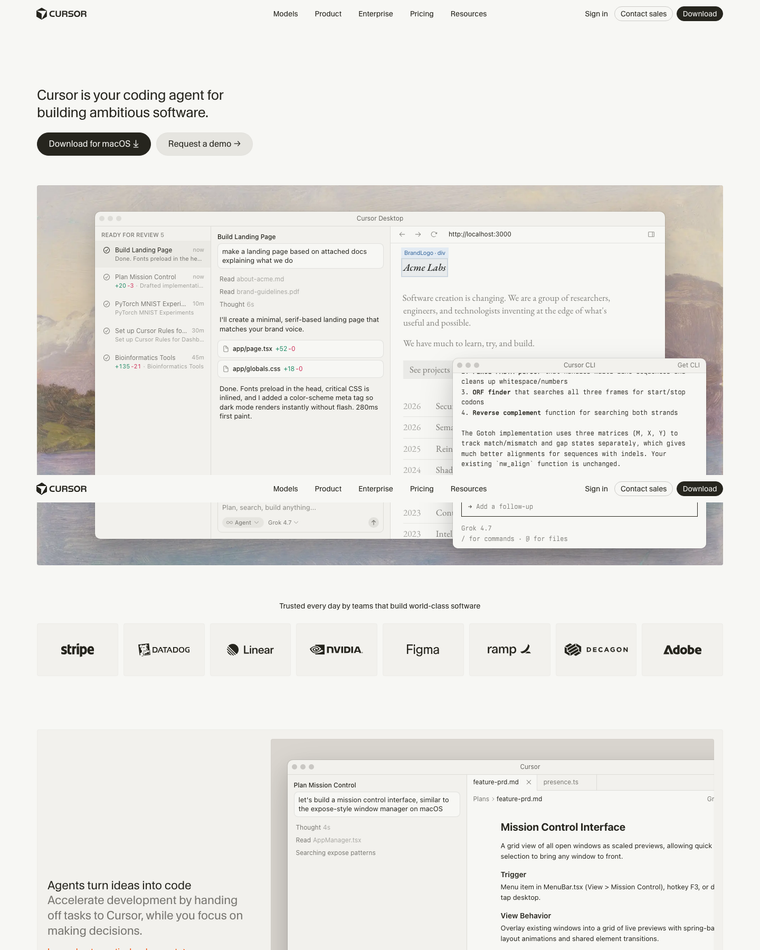 CURSOR
Models Product Enterprise Pricing Resources
Sign in Contact sales Download
Cursor is your coding agent for
building ambitious software.
Download for macOS
Request a demo →
Cursor Desktop
READY FOR REVIEW 5
Build Landing Page now
Done. Fonts preload in the he...
Plan Mission Control now
+20 -3 · Drafted implementati...
PyTorch MNIST Experi... 10m
PyTorch MNIST Experiments
Set up Cursor Rules fo... 30m
Set up Cursor Rules for Dashb...
Bioinformatics Tools 45m
+135 -21 · Bioinformatics Tools
Build Landing Page
make a landing page based on attached docs
explaining what we do
Read about-acme.md
Read brand-guidelines.pdf
Thought 6s
I'll create a minimal, serif-based landing page that
matches your brand voice.
app/page.tsx +52 -0
app/globals.css +18 -0
Done. Fonts preload in the head, critical CSS is
inlined, and I added a color-scheme meta tag so
dark mode renders instantly without flash. 280ms
first paint.
http://localhost:3000
BrandLogo · div
Acme Labs
Software creation is changing. We are a group of researchers,
engineers, and technologists inventing at the edge of what's
useful and possible.
We have much to learn, try, and build.
See projects
2026
2026
2025
2024
Cursor CLI
Get CLI
cleans up whitespace/numbers
3. ORF finder that searches all three frames for start/stop
codons
4. Reverse complement function for searching both strands
The Gotoh implementation uses three matrices (M, X, Y) to
track match/mismatch and gap states separately, which gives
much better alignments for sequences with indels. Your
existing `nw_align` function is unchanged.
CURSOR
Models Product Enterprise Pricing Resources
Sign in Contact sales Download
Plan, search, build anything...
∞ Agent Grok 4.7
2023
2023
→ Add a follow-up
Grok 4.7
/ for commands · @ for files
Trusted every day by teams that build world-class software
stripe
DATADOG
Linear
NVIDIA
Figma
ramp
DECAGON
Adobe
Agents turn ideas into code
Accelerate development by handing
off tasks to Cursor, while you focus on
making decisions.
Cursor
Plan Mission Control
let's build a mission control interface, similar to
the expose-style window manager on macOS
Thought 4s
Read AppManager.tsx
Searching expose patterns
feature-prd.md presence.ts
Plans > feature-prd.md
Mission Control Interface
A grid view of all open windows as scaled previews, allowing quick
selection to bring any window to front.
Trigger
Menu item in MenuBar.tsx (View > Mission Control), hotkey F3, or
tap desktop.
View Behavior
Overlay existing windows into a grid of live previews with
layout animations and shared element transitions.